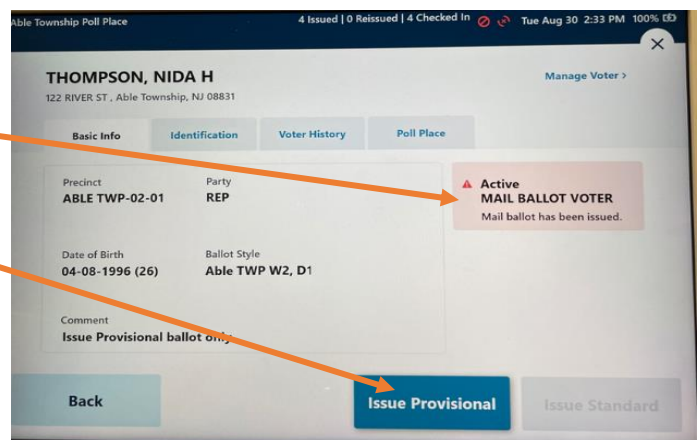 Able Township Poll Place 4 Issued | 0 Reissued | 4 Checked In Tue Aug 30 2:33 PM 100%
THOMPSON, NIDA H
Manage Voter >
122 RIVER ST , Able Township, NJ 08831
Basic Info Identification Voter History Poll Place
Precinct Party
ABLE TWP-02-01 REP
Active
MAIL BALLOT VOTER
Mail ballot has been issued.
Date of Birth Ballot Style
04-08-1996 (26) Able TWP W2, D1
Comment
Issue Provisional ballot only
Back Issue Provisional Issue Standard